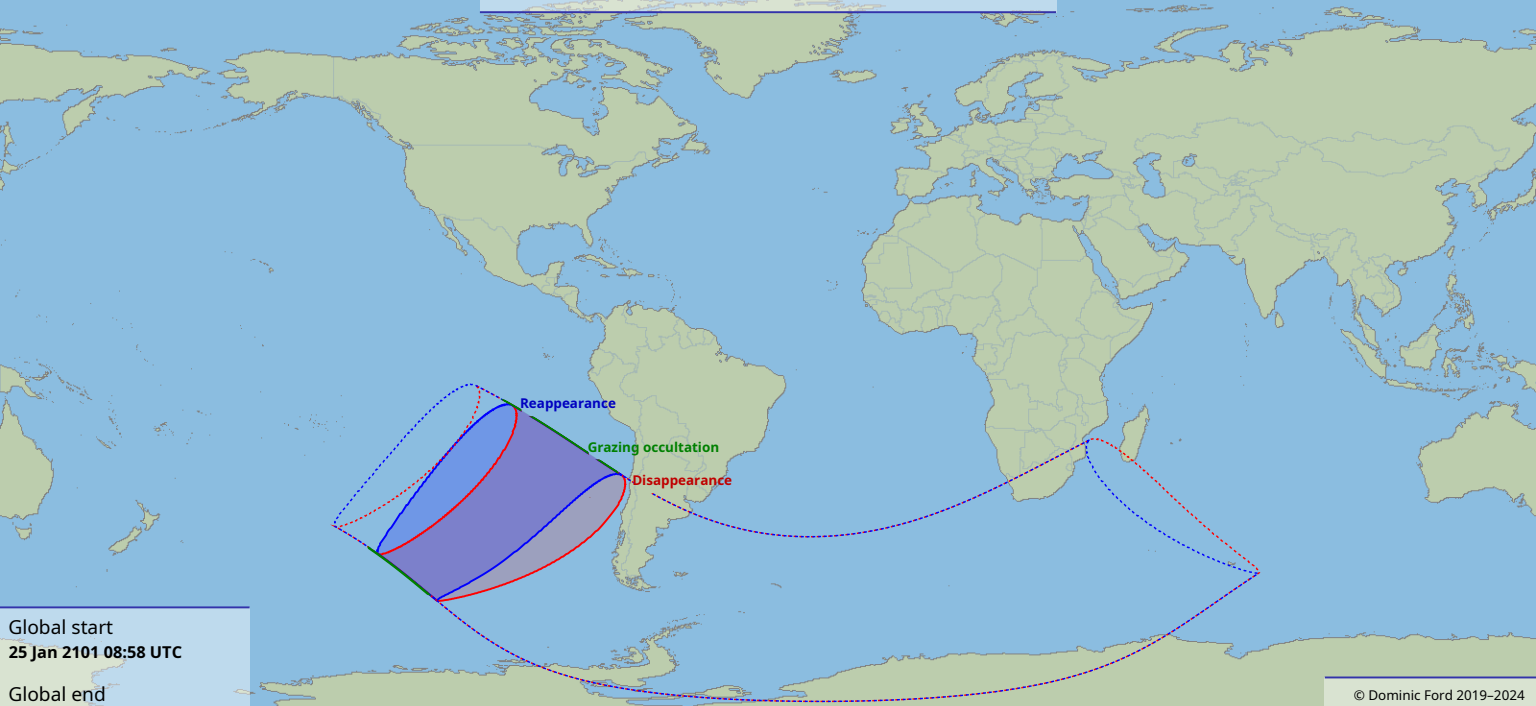 Reappearance
Grazing occultation
Disappearance
Global start
25 Jan 2101 08:58 UTC
Global end
© Dominic Ford 2019–2024